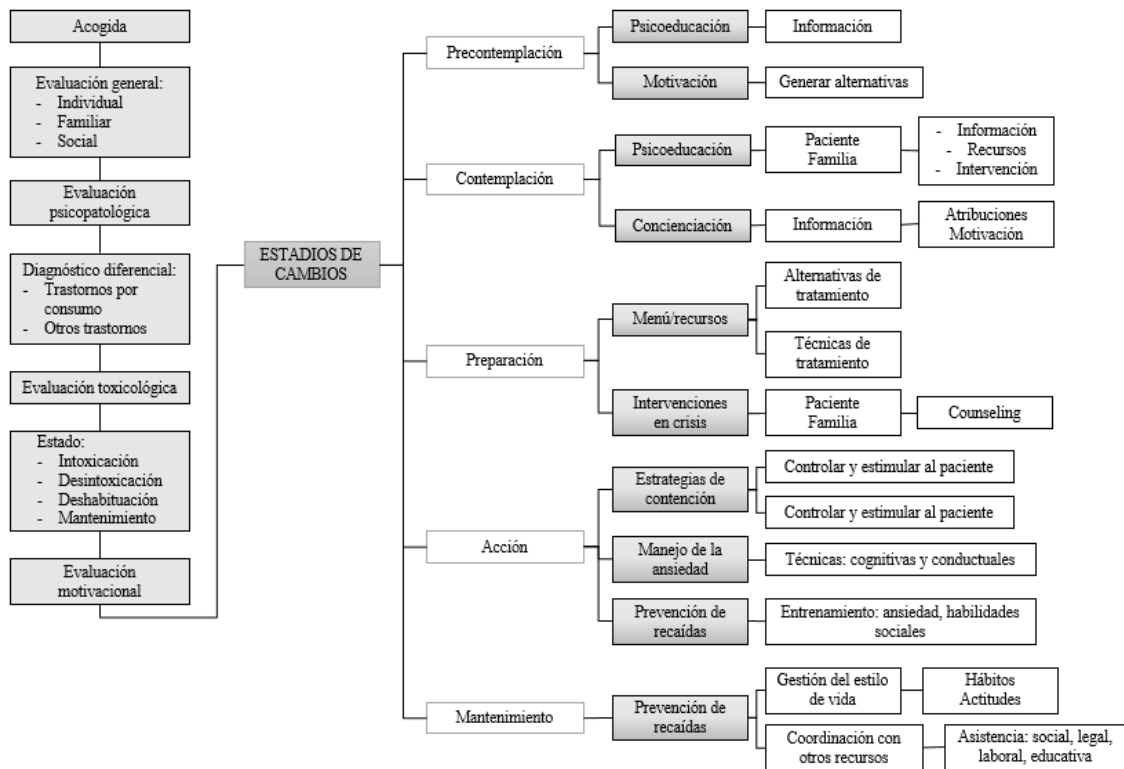 Acogida
Evaluación general:
- Individual
- Familiar
- Social
Evaluación
psicopatológica
Diagnóstico diferencial:
- Trastornos por
consumo
- Otros trastornos
Evaluación toxicológica
Estado:
- Intoxicación
- Desintoxicación
- Deshabituación
- Mantenimiento
Evaluación
motivacional
ESTADIOS DE
CAMBIOS
Precontemplación
Psicoeducación
Información
Motivación
Generar alternativas
Contemplación
Psicoeducación
Paciente
Familia
- Información
- Recursos
- Intervención
Concienciación
Información
Atribuciones
Motivación
Preparación
Menú/recursos
Alternativas de
tratamiento
Técnicas de
tratamiento
Intervenciones
en crisis
Paciente
Familia
Counseling
Acción
Estrategias de
contención
Controlar y estimular al paciente
Controlar y estimular al paciente
Manejo de la
ansiedad
Técnicas: cognitivas y conductuales
Prevención de
recaídas
Entrenamiento: ansiedad, habilidades
sociales
Mantenimiento
Prevención de
recaídas
Gestión del estilo
de vida
Hábitos
Actitudes
Coordinación con
otros recursos
Asistencia: social, legal,
laboral, educativa